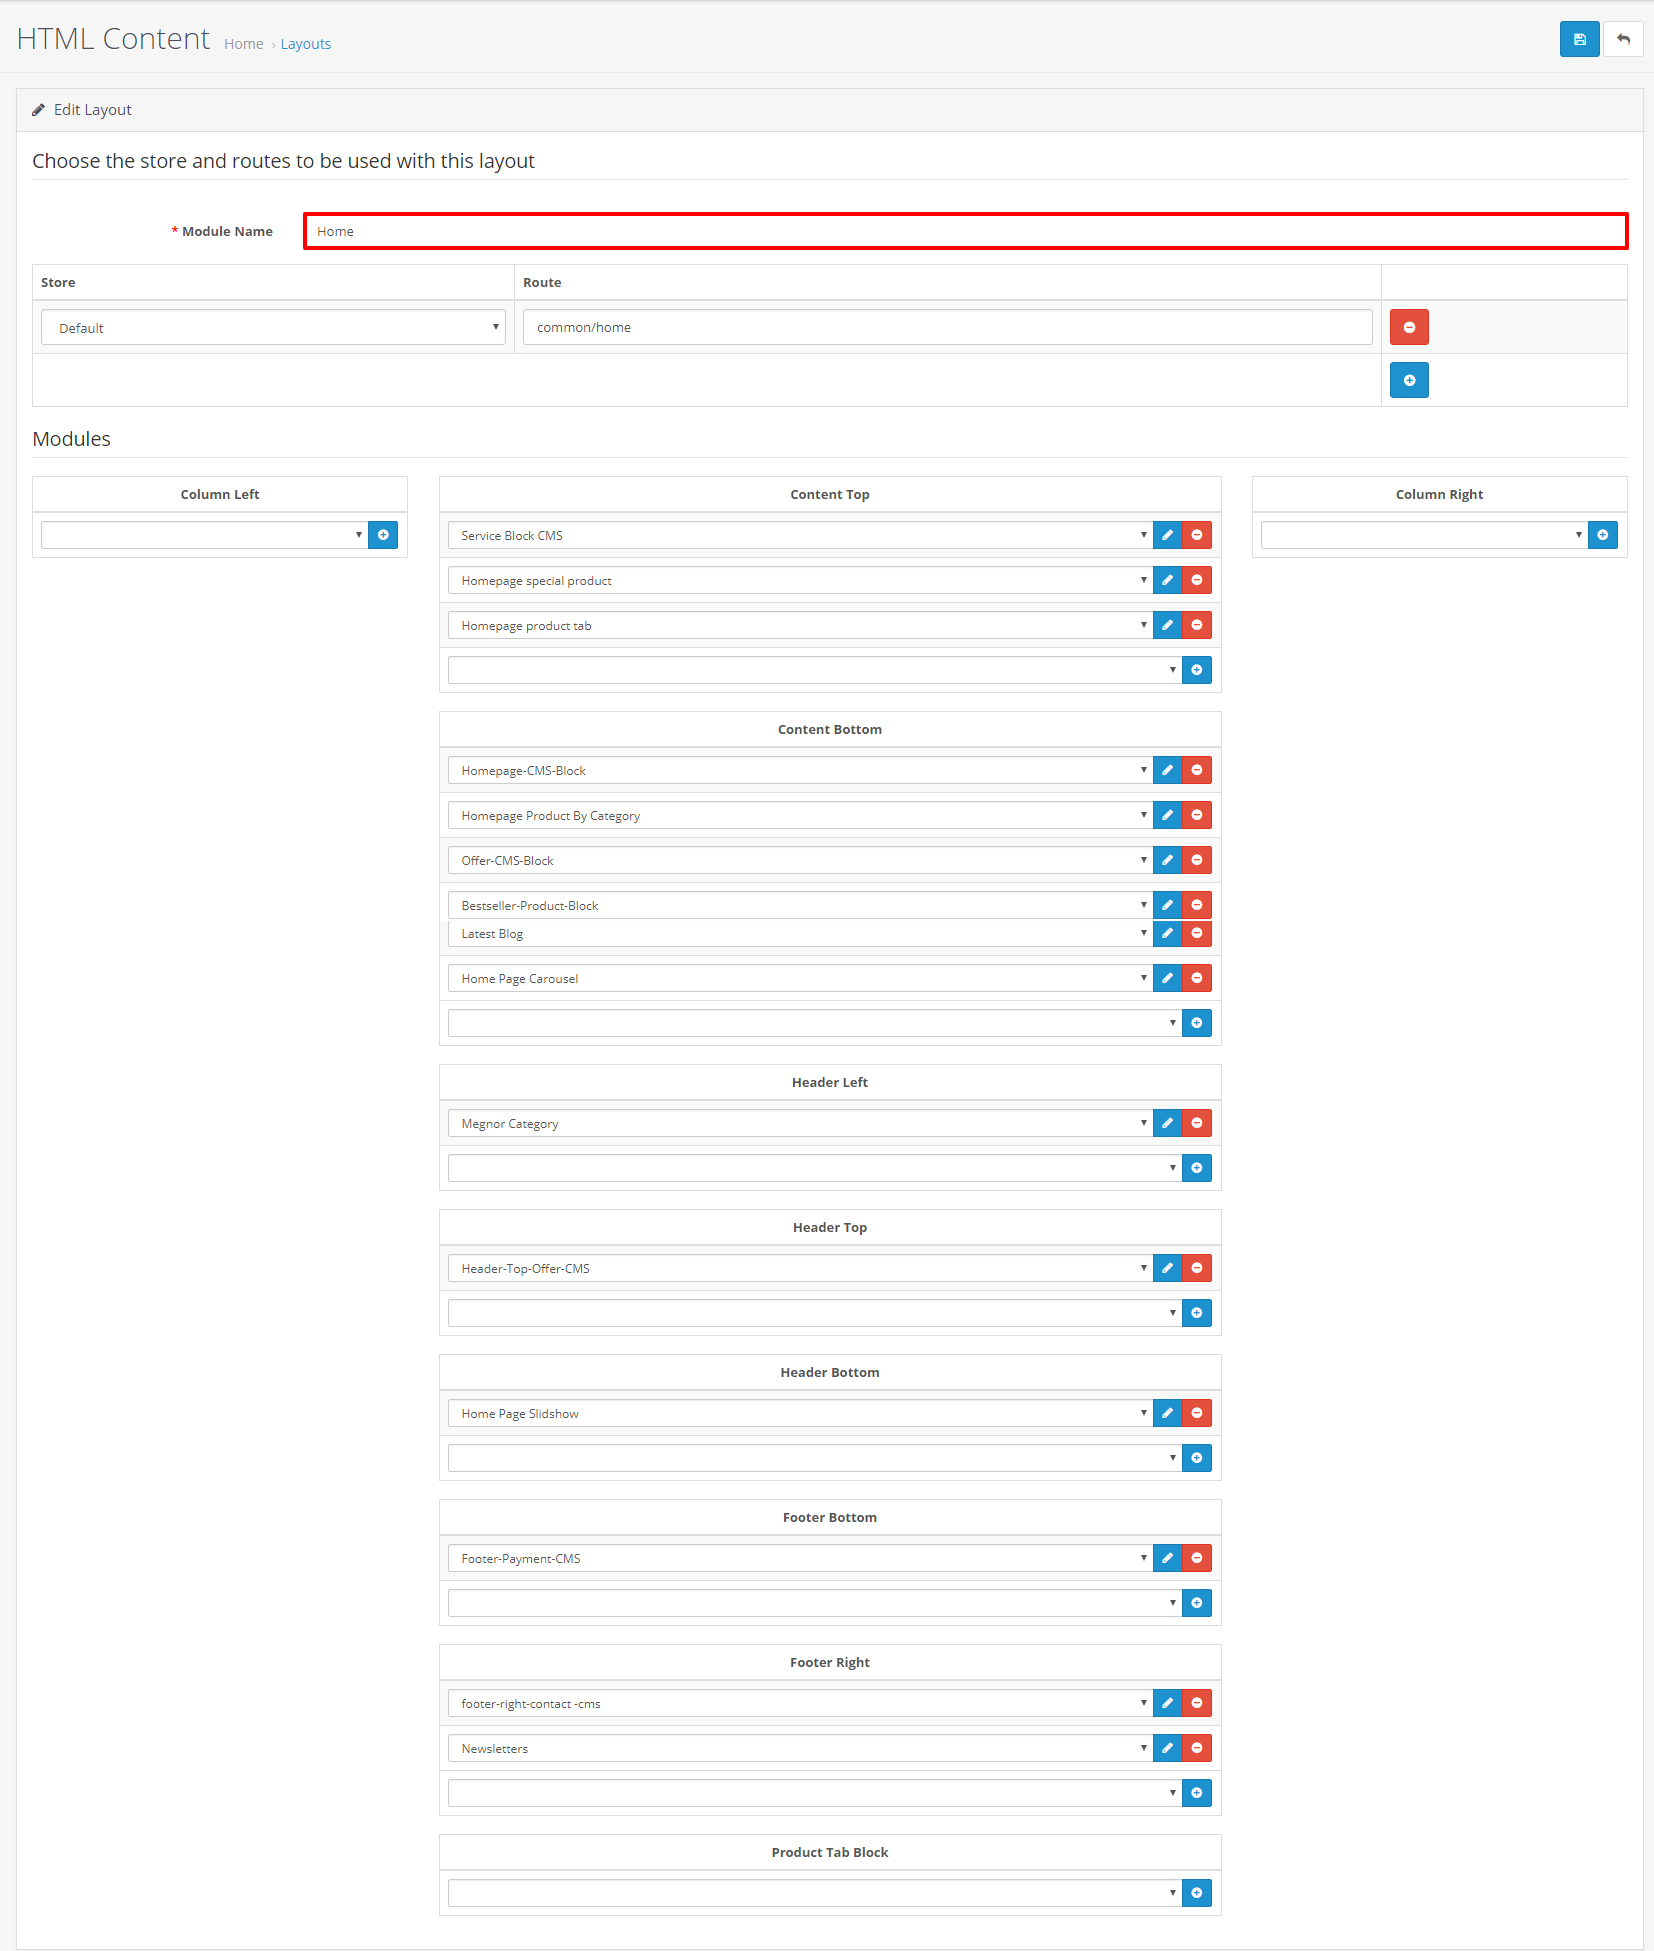 HTML Content Home › Layouts
Edit Layout
Choose the store and routes to be used with this layout
* Module Name Home
Store Route
Default common/home
Modules
Column Left Content Top Column Right
Service Block CMS
Homepage special product
Homepage product tab
Content Bottom
Homepage-CMS-Block
Homepage Product By Category
Offer-CMS-Block
Bestseller-Product-Block
Latest Blog
Home Page Carousel
Header Left
Megnor Category
Header Top
Header-Top-Offer-CMS
Header Bottom
Home Page Slidshow
Footer Bottom
Footer-Payment-CMS
Footer Right
footer-right-contact -cms
Newsletters
Product Tab Block